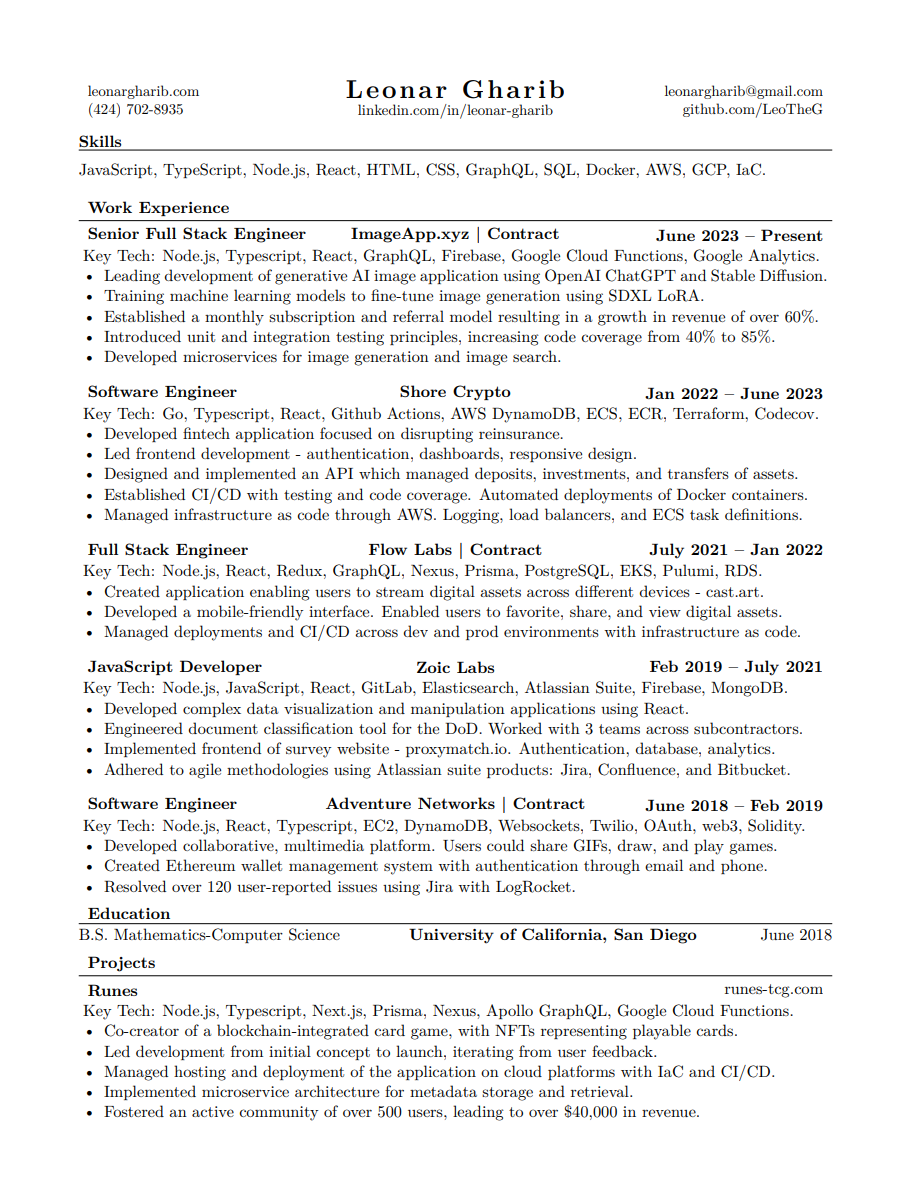 leonargharib.com Leonar Gharib leonargharib@gmail.com
(424) 702-8935 linkedin.com/in/leonar-gharib github.com/LeoTheG
Skills
JavaScript, TypeScript, Node.js, React, HTML, CSS, GraphQL, SQL, Docker, AWS, GCP, IaC.
Work Experience
Senior Full Stack Engineer ImageApp.xyz | Contract June 2023 – Present
Key Tech: Node.js, Typescript, React, GraphQL, Firebase, Google Cloud Functions, Google Analytics.
• Leading development of generative AI image application using OpenAI ChatGPT and Stable Diffusion.
• Training machine learning models to fine-tune image generation using SDXL LoRA.
• Established a monthly subscription and referral model resulting in a growth in revenue of over 60%.
• Introduced unit and integration testing principles, increasing code coverage from 40% to 85%.
• Developed microservices for image generation and image search.
Software Engineer Shore Crypto Jan 2022 – June 2023
Key Tech: Go, Typescript, React, Github Actions, AWS DynamoDB, ECS, ECR, Terraform, Codecov.
• Developed fintech application focused on disrupting reinsurance.
• Led frontend development - authentication, dashboards, responsive design.
• Designed and implemented an API which managed deposits, investments, and transfers of assets.
• Established CI/CD with testing and code coverage. Automated deployments of Docker containers.
• Managed infrastructure as code through AWS. Logging, load balancers, and ECS task definitions.
Full Stack Engineer Flow Labs | Contract July 2021 – Jan 2022
Key Tech: Node.js, React, Redux, GraphQL, Nexus, Prisma, PostgreSQL, EKS, Pulumi, RDS.
• Created application enabling users to stream digital assets across different devices - cast.art.
• Developed a mobile-friendly interface. Enabled users to favorite, share, and view digital assets.
• Managed deployments and CI/CD across dev and prod environments with infrastructure as code.
JavaScript Developer Zoic Labs Feb 2019 – July 2021
Key Tech: Node.js, JavaScript, React, GitLab, Elasticsearch, Atlassian Suite, Firebase, MongoDB.
• Developed complex data visualization and manipulation applications using React.
• Engineered document classification tool for the DoD. Worked with 3 teams across subcontractors.
• Implemented frontend of survey website - proxymatch.io. Authentication, database, analytics.
• Adhered to agile methodologies using Atlassian suite products: Jira, Confluence, and Bitbucket.
Software Engineer Adventure Networks | Contract June 2018 – Feb 2019
Key Tech: Node.js, React, Typescript, EC2, DynamoDB, Websockets, Twilio, OAuth, web3, Solidity.
• Developed collaborative, multimedia platform. Users could share GIFs, draw, and play games.
• Created Ethereum wallet management system with authentication through email and phone.
• Resolved over 120 user-reported issues using Jira with LogRocket.
Education
B.S. Mathematics-Computer Science University of California, San Diego June 2018
Projects
Runes runes-tcg.com
Key Tech: Node.js, Typescript, Next.js, Prisma, Nexus, Apollo GraphQL, Google Cloud Functions.
• Co-creator of a blockchain-integrated card game, with NFTs representing playable cards.
• Led development from initial concept to launch, iterating from user feedback.
• Managed hosting and deployment of the application on cloud platforms with IaC and CI/CD.
• Implemented microservice architecture for metadata storage and retrieval.
• Fostered an active community of over 500 users, leading to over $40,000 in revenue.